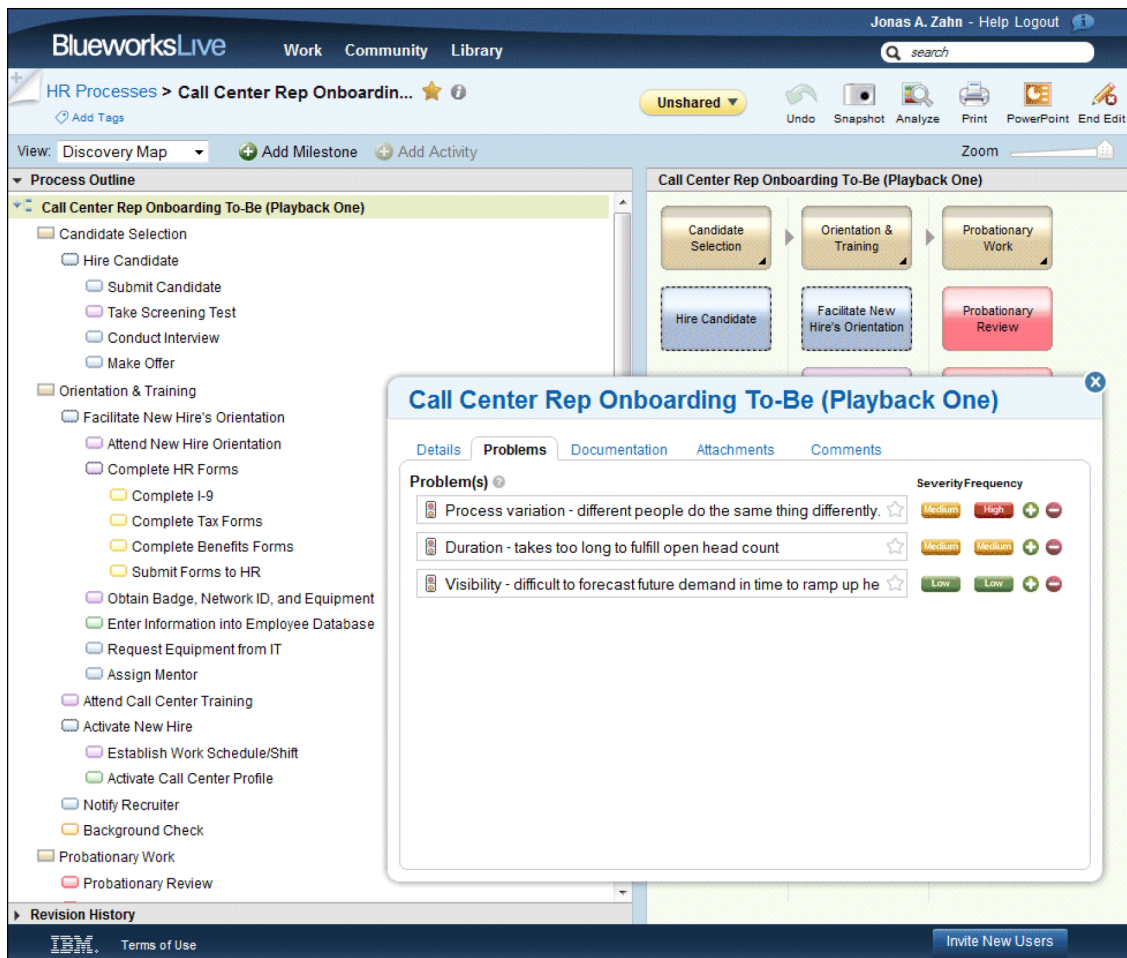 Jonas A. Zahn - Help Logout
BlueworksLive Work Community Library search
HR Processes > Call Center Rep Onboardin...
Add Tags
Unshared
Undo Snapshot Analyze Print PowerPoint End Edit
View: Discovery Map Add Milestone Add Activity Zoom
Process Outline
Call Center Rep Onboarding To-Be (Playback One)
Candidate Selection
Hire Candidate
Submit Candidate
Take Screening Test
Conduct Interview
Make Offer
Orientation & Training
Facilitate New Hire's Orientation
Attend New Hire Orientation
Complete HR Forms
Complete I-9
Complete Tax Forms
Complete Benefits Forms
Submit Forms to HR
Obtain Badge, Network ID, and Equipment
Enter Information into Employee Database
Request Equipment from IT
Assign Mentor
Attend Call Center Training
Activate New Hire
Establish Work Schedule/Shift
Activate Call Center Profile
Notify Recruiter
Background Check
Probationary Work
Probationary Review
Revision History
Call Center Rep Onboarding To-Be (Playback One)
Candidate
Selection
Orientation &
Training
Probationary
Work
Hire Candidate
Facilitate New
Hire's Orientation
Probationary
Review
Call Center Rep Onboarding To-Be (Playback One)
Details Problems Documentation Attachments Comments
Problem(s) Severity Frequency
Process variation - different people do the same thing differently. Medium High
Duration - takes too long to fulfill open head count Medium Medium
Visibility - difficult to forecast future demand in time to ramp up he Low Low
IBM. Terms of Use Invite New Users